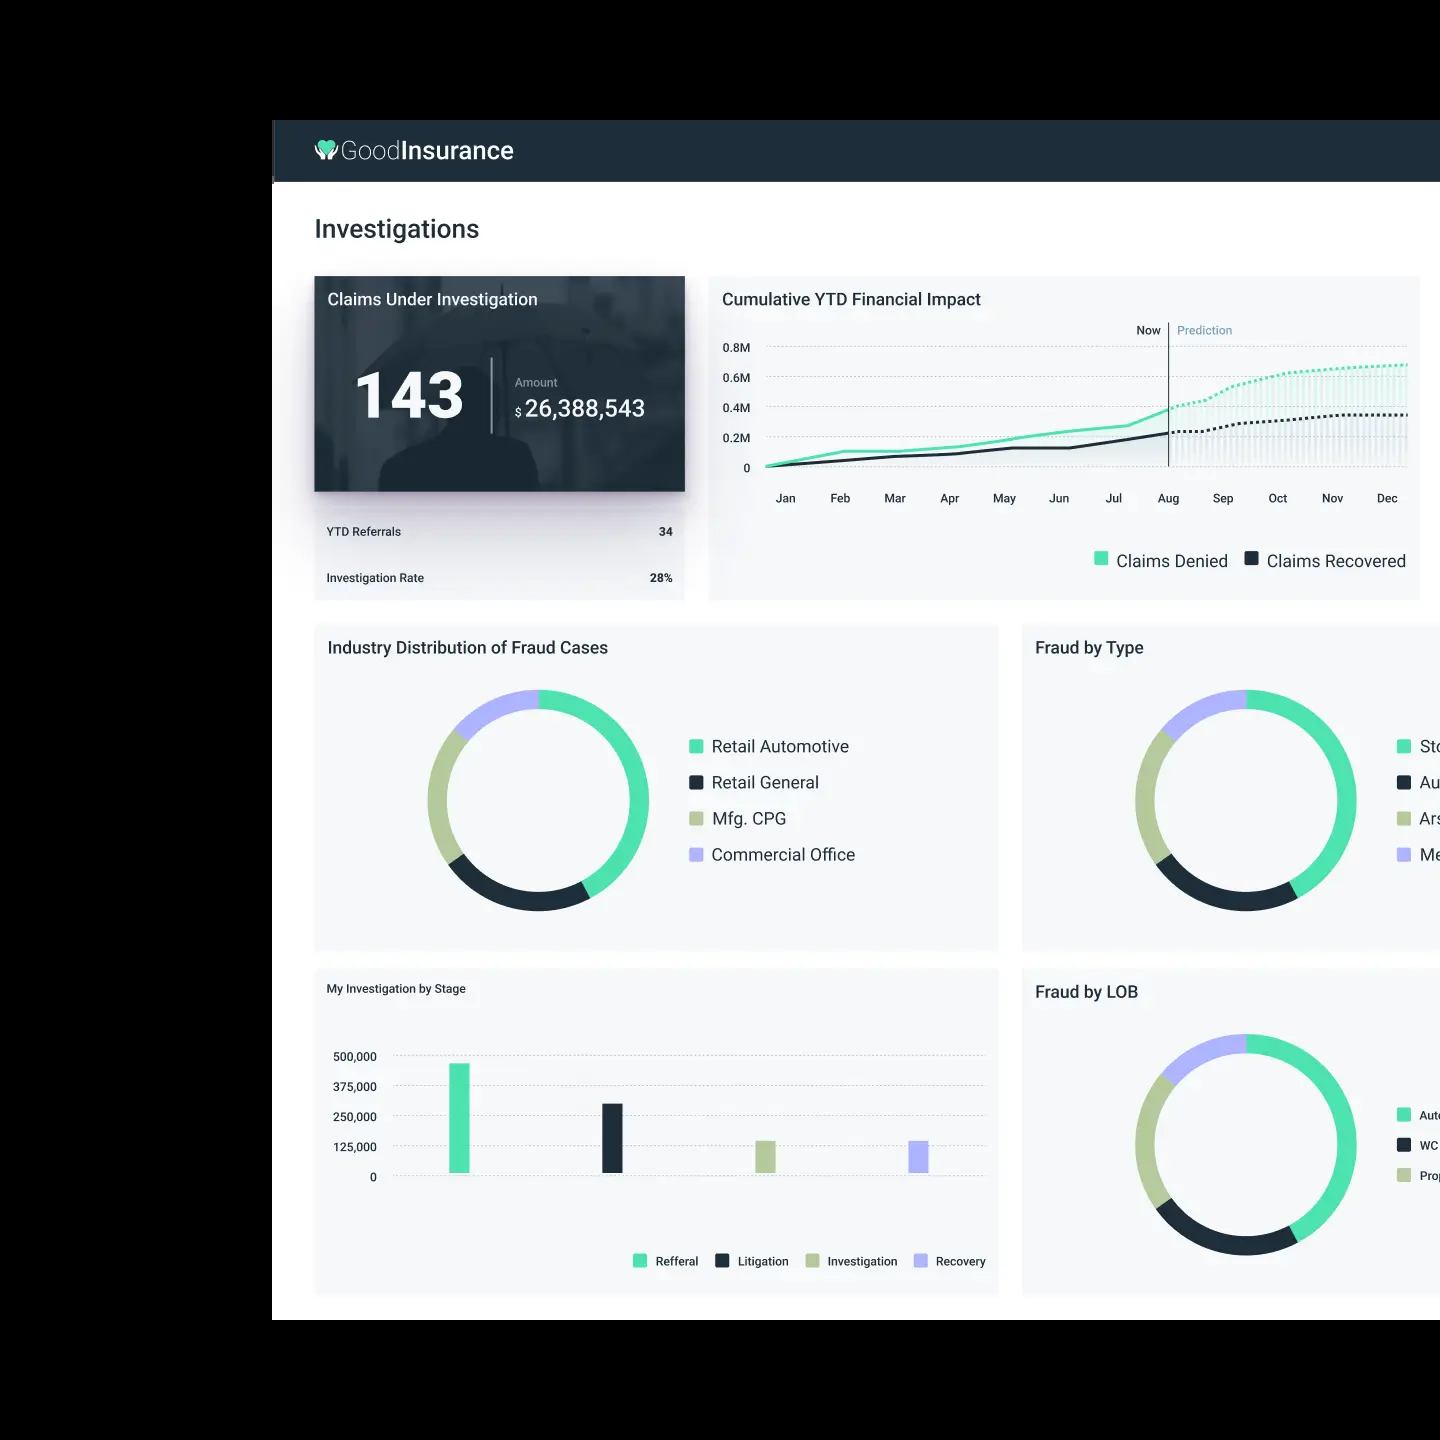 GoodInsurance
Investigations
Claims Under Investigation
143
Amount
$ 26,388,543
YTD Referrals 34
Investigation Rate 28%
Cumulative YTD Financial Impact
Now Prediction
0.8M
0.6M
0.4M
0.2M
0
Jan Feb Mar Apr May Jun Jul Aug Sep Oct Nov Dec
Claims Denied Claims Recovered
Industry Distribution of Fraud Cases
Retail Automotive
Retail General
Mfg. CPG
Commercial Office
Fraud by Type
Sto
Au
Ars
Me
My Investigation by Stage
500,000
375,000
250,000
125,000
0
Refferal Litigation Investigation Recovery
Fraud by LOB
Auto
WC
Prop